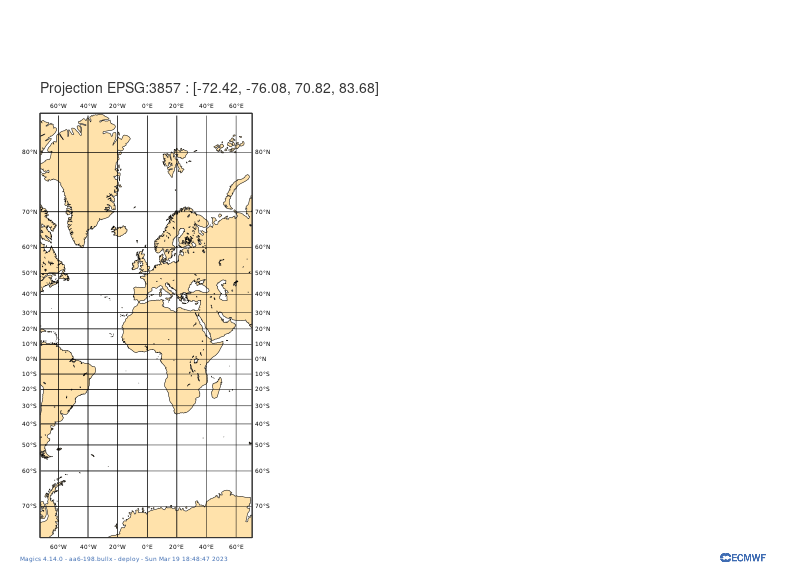 Projection EPSG:3857 : [-72.42, -76.08, 70.82, 83.68]
60°W 40°W 20°W 0°E 20°E 40°E 60°E
80°N 80°N
70°N 70°N
60°N 60°N
50°N 50°N
40°N 40°N
30°N 30°N
20°N 20°N
10°N 10°N
0°N 0°N
10°S 10°S
20°S 20°S
30°S 30°S
40°S 40°S
50°S 50°S
60°S 60°S
70°S 70°S
60°W 40°W 20°W 0°E 20°E 40°E 60°E
Magics 4.14.0 - aa6-198.bullx - deploy - Sun Mar 19 18:48:47 2023
ECMWF